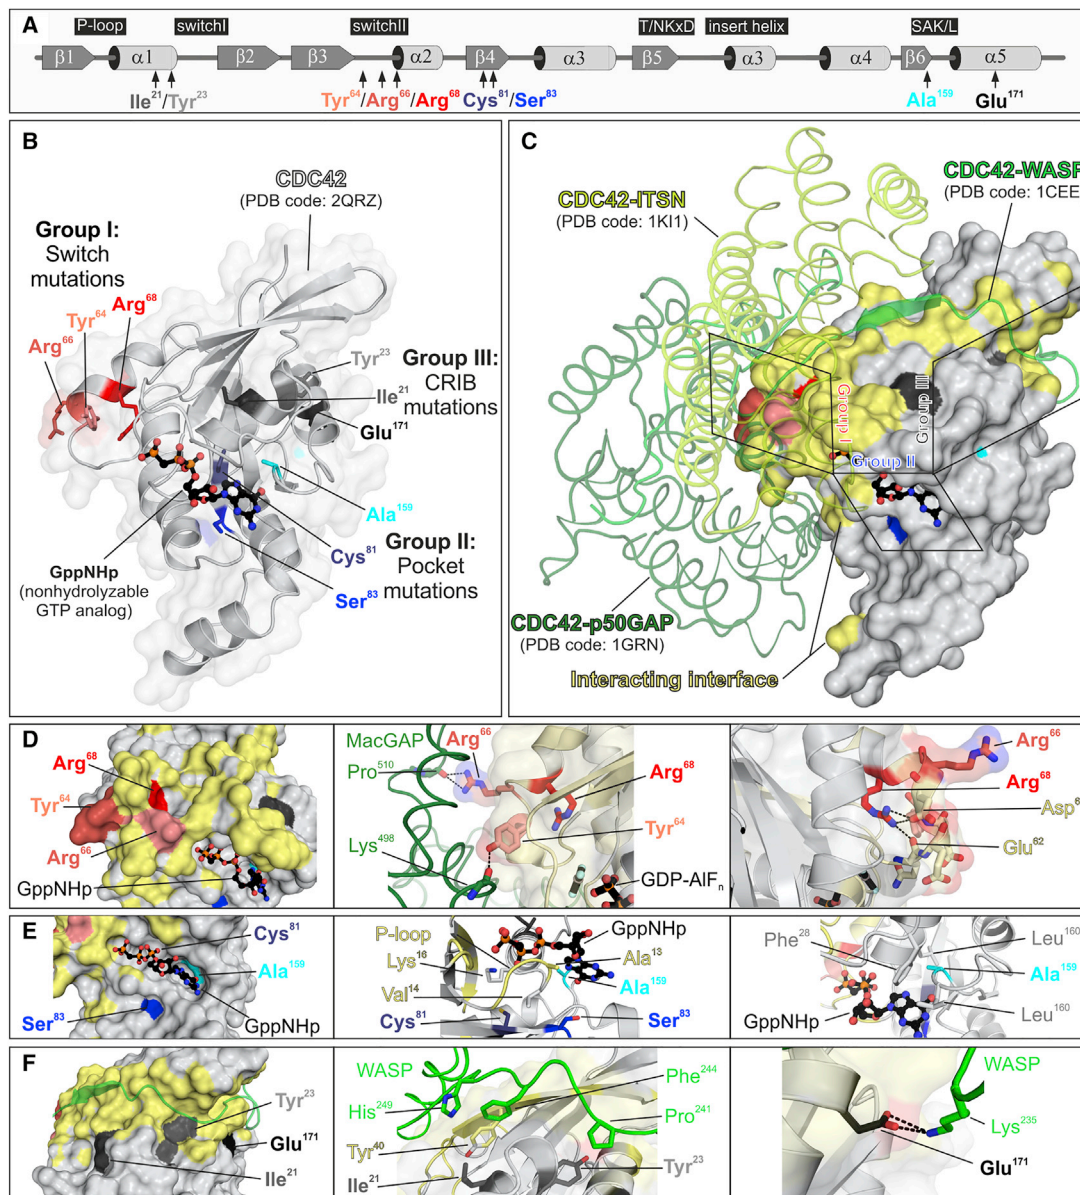 A
P-loop switchI switchII T/NKxD insert helix SAK/L
β1 α1 β2 β3 α2 β4 α3 β5 α3 α4 β6 α5
Ile²¹/Tyr²³ Tyr⁶⁴/Arg⁶⁶/Arg⁶⁸ Cys⁸¹/Ser⁸³ Ala¹⁵⁹ Glu¹⁷¹
B
CDC42
(PDB code: 2QRZ)
Group I:
Switch
mutations
Arg⁶⁸
Tyr⁶⁴
Arg⁶⁶
Tyr²³
Group III:
CRIB
mutations
Ile²¹
Glu¹⁷¹
Ala¹⁵⁹
Cys⁸¹
Group II:
Pocket
mutations
Ser⁸³
GppNHp
(nonhydrolyzable
GTP analog)
C
CDC42-WASP
(PDB code: 1CEE
CDC42-ITSN
(PDB code: 1KI1)
Group I
Group III
Group II
CDC42-p50GAP
(PDB code: 1GRN)
Interacting interface
D
Arg⁶⁸
Tyr⁶⁴
Arg⁶⁶
GppNHp
MacGAP
Arg⁶⁶
Pro⁵¹⁰
Arg⁶⁸
Tyr⁶⁴
Lys⁴⁹⁸
GDP-AlFₙ
Arg⁶⁶
Arg⁶⁸
Asp⁶
Glu⁶²
E
Cys⁸¹
Ala¹⁵⁹
Ser⁸³
GppNHp
GppNHp
P-loop
Lys¹⁶
Ala¹³
Val¹⁴
Ala¹⁵⁹
Cys⁸¹
Ser⁸³
Phe²⁸
Leu¹⁶⁰
Ala¹⁵⁹
GppNHp
Leu¹⁶⁰
F
Tyr²³
Glu¹⁷¹
Ile²¹
WASP
Phe²⁴⁴
His²⁴⁹
Pro²⁴¹
Tyr⁴⁰
Ile²¹
Tyr²³
WASP
Lys²³⁵
Glu¹⁷¹